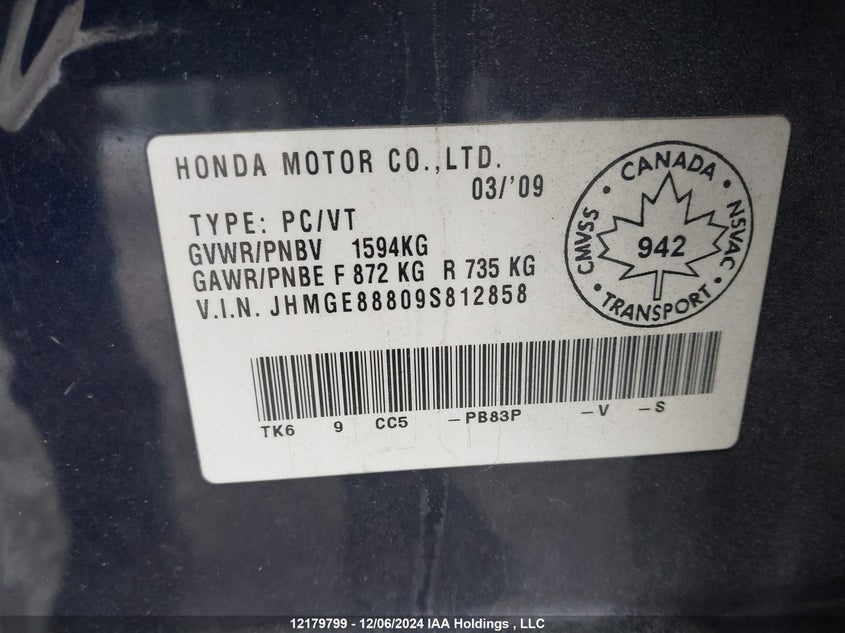 HONDA MOTOR CO.,LTD.
03/'09
TYPE: PC/VT
GVWR/PNBV 1594KG
GAWR/PNBE F 872 KG R 735 KG
V.I.N. JHMGE88809S812858
CANADA
CMVSS
942
NSVAC
TRANSPORT
TK6 9 CC5 -PB83P -V -S
12179799 - 12/06/2024 IAA Holdings , LLC